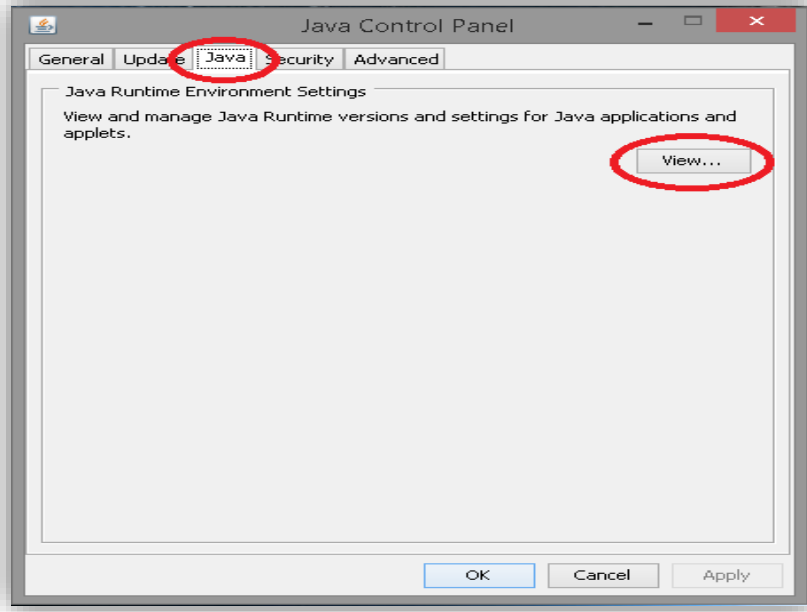 Java Control Panel
General Update Java Security Advanced
Java Runtime Environment Settings
View and manage Java Runtime versions and settings for Java applications and
applets.
View...
OK Cancel Apply